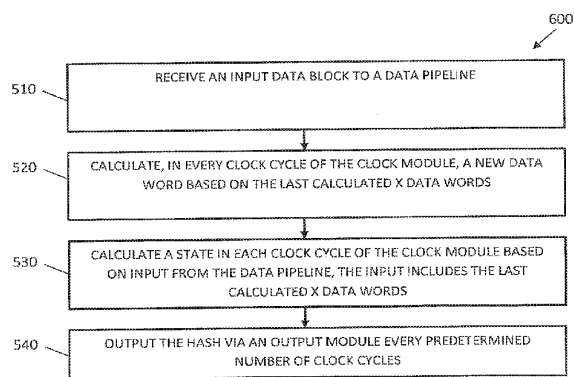 600
510
RECEIVE AN INPUT DATA BLOCK TO A DATA PIPELINE
520
CALCULATE, IN EVERY CLOCK CYCLE OF THE CLOCK MODULE, A NEW DATA
WORD BASED ON THE LAST CALCULATED X DATA WORDS
530
CALCULATE A STATE IN EACH CLOCK CYCLE OF THE CLOCK MODULE BASED
ON INPUT FROM THE DATA PIPELINE, THE INPUT INCLUDES THE LAST
CALCULATED X DATA WORDS
540
OUTPUT THE HASH VIA AN OUTPUT MODULE EVERY PREDETERMINED
NUMBER OF CLOCK CYCLES